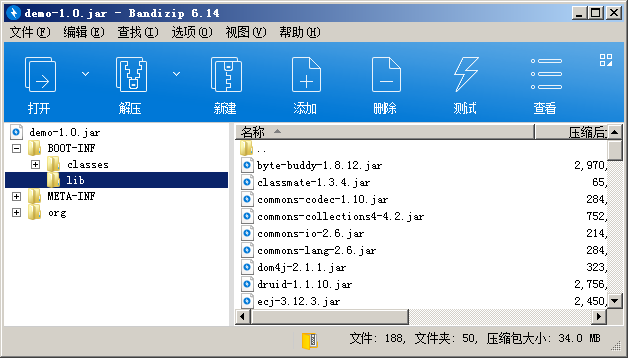 demo-1.0.jar - Bandizip 6.14
文件(F) 编辑(E) 查找(I) 选项(O) 视图(V) 帮助(H)
打开 解压 新建 添加 删除 测试 查看
demo-1.0.jar
BOOT-INF
classes
lib
META-INF
org
名称 压缩后
..
byte-buddy-1.8.12.jar 2,970,
classmate-1.3.4.jar 65,
commons-codec-1.10.jar 284,
commons-collections4-4.2.jar 752,
commons-io-2.6.jar 214,
commons-lang-2.6.jar 284,
dom4j-2.1.1.jar 323,
druid-1.1.10.jar 2,756,
ecj-3.12.3.jar 2,450,
文件: 188, 文件夹: 50, 压缩包大小: 34.0 MB